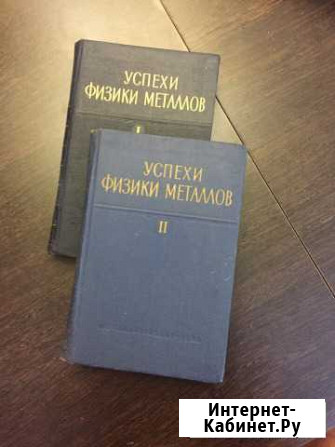 УСПЕХИ
ФИЗИКИ МЕТАЛЛОВ
I
УСПЕХИ
ФИЗИКИ МЕТАЛЛОВ
II
Интернет-
Кабинет.Ру